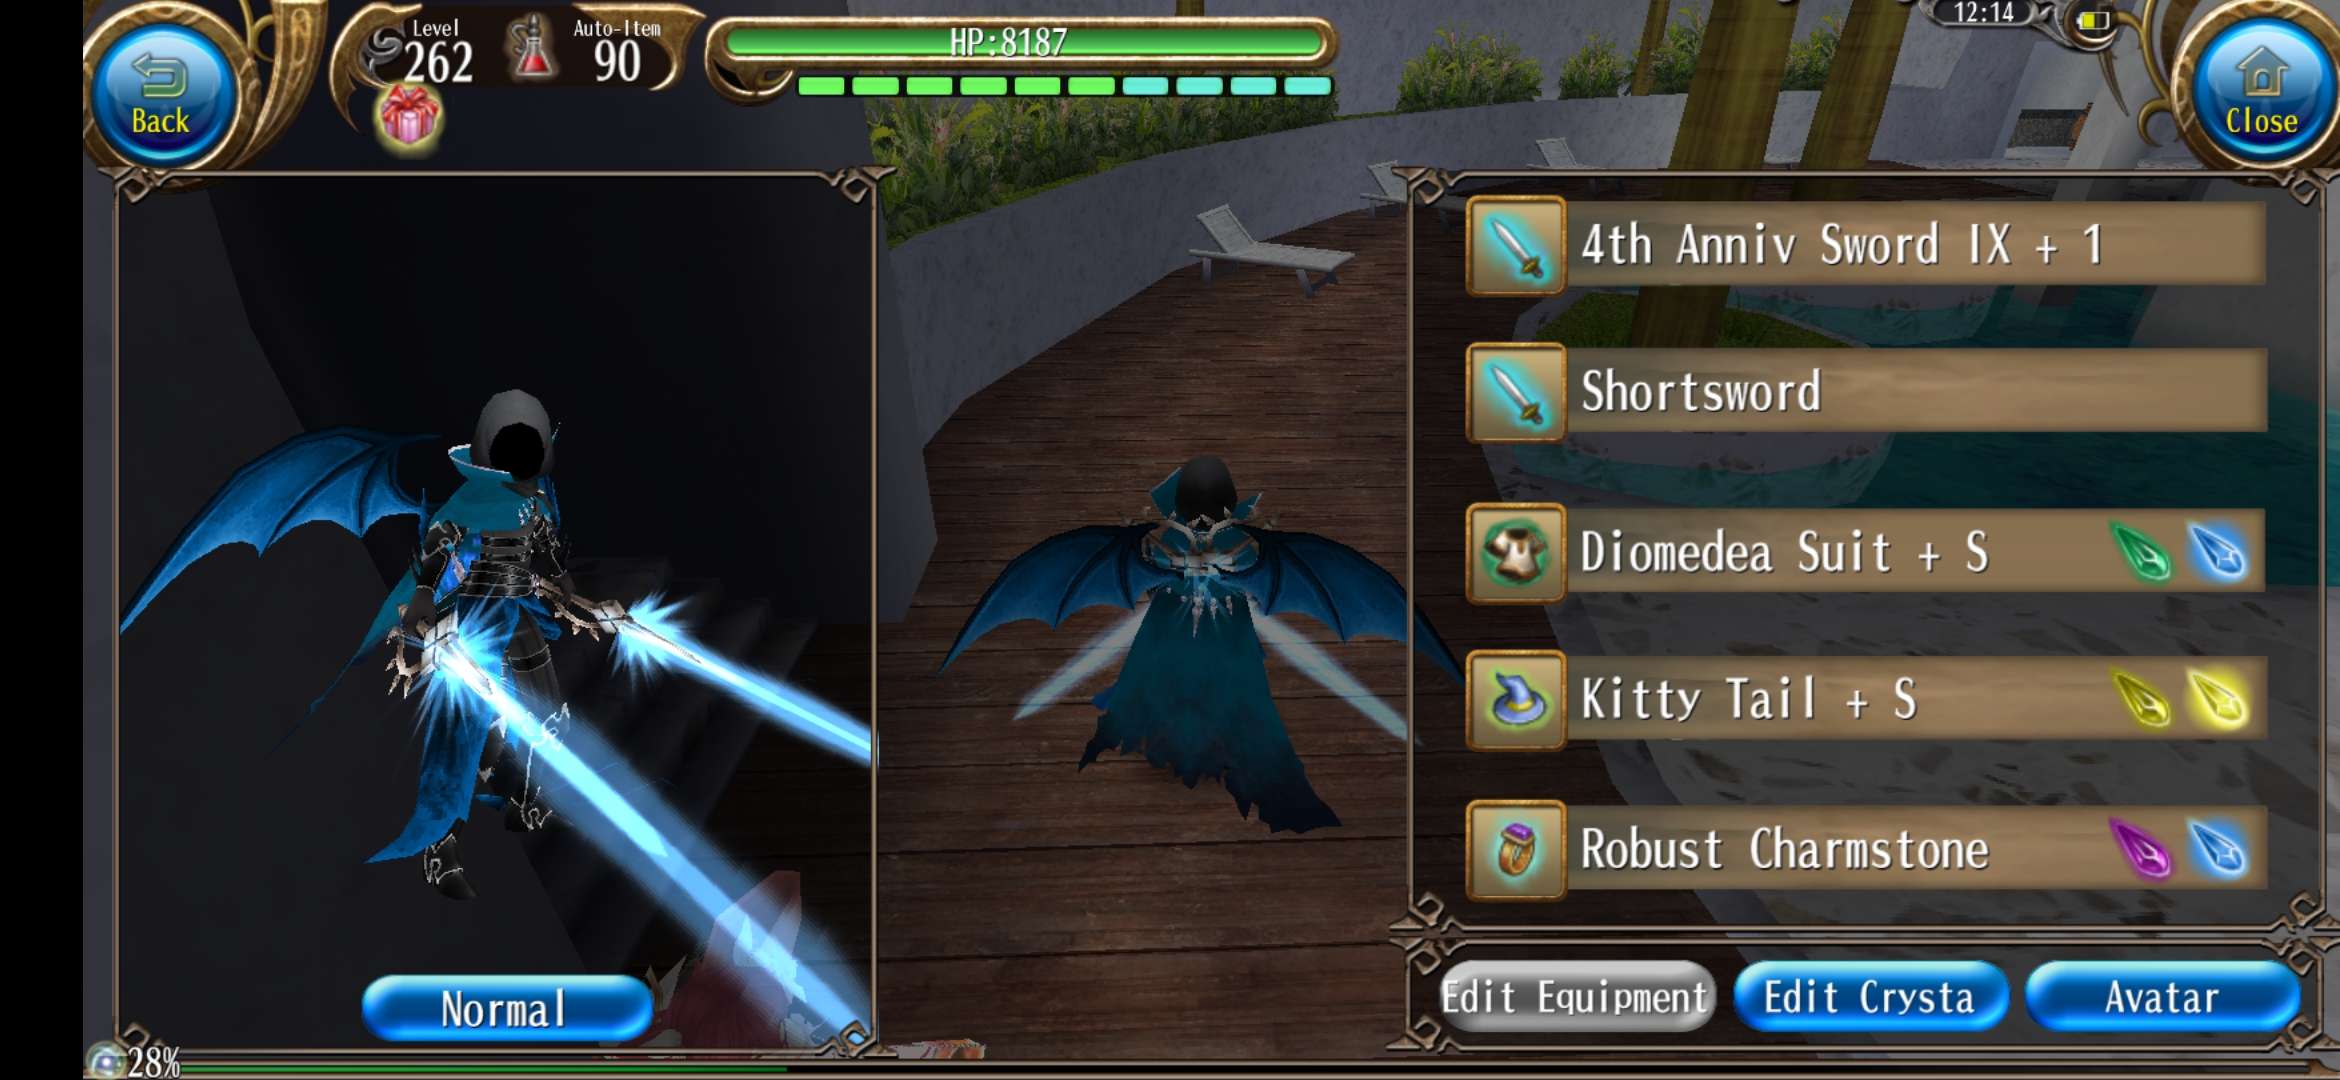 Back
Level
262
Auto-Item
90
HP:8187
12:14
Close
4th Anniv Sword IX + 1
Shortsword
Diomedea Suit + S
Kitty Tail + S
Robust Charmstone
Normal
Edit Equipment
Edit Crysta
Avatar
28%